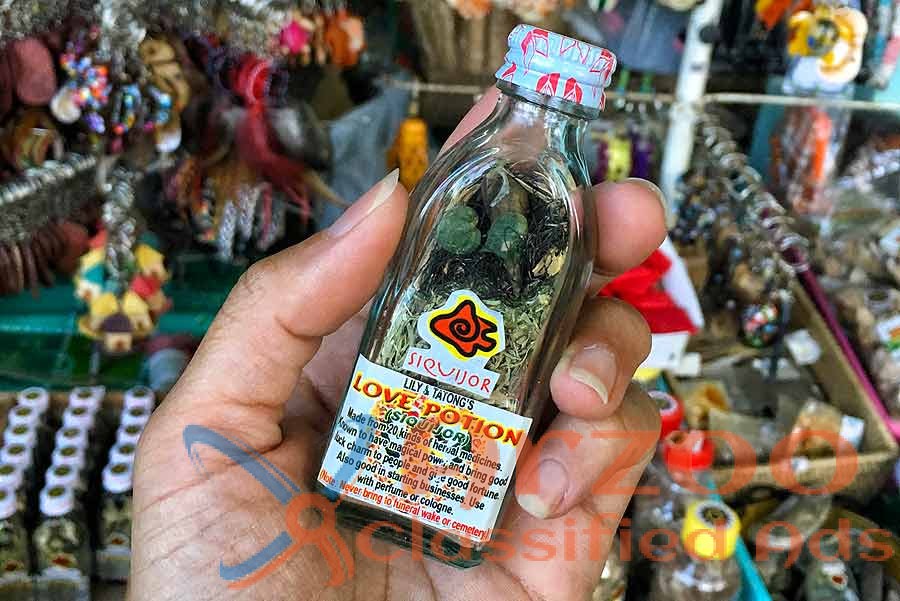 SIQUIJOR
LILY & TATONG'S
LOVE POTION
(SIQUIJOR)
Made from 20 kinds of herbal medicines.
Known to have magical power and bring good
luck charm to people and give good fortune.
Also good in starting businesses. Use
with perfume or cologne.
Note: Never bring to funeral wake or cemetery!
Classified Ads